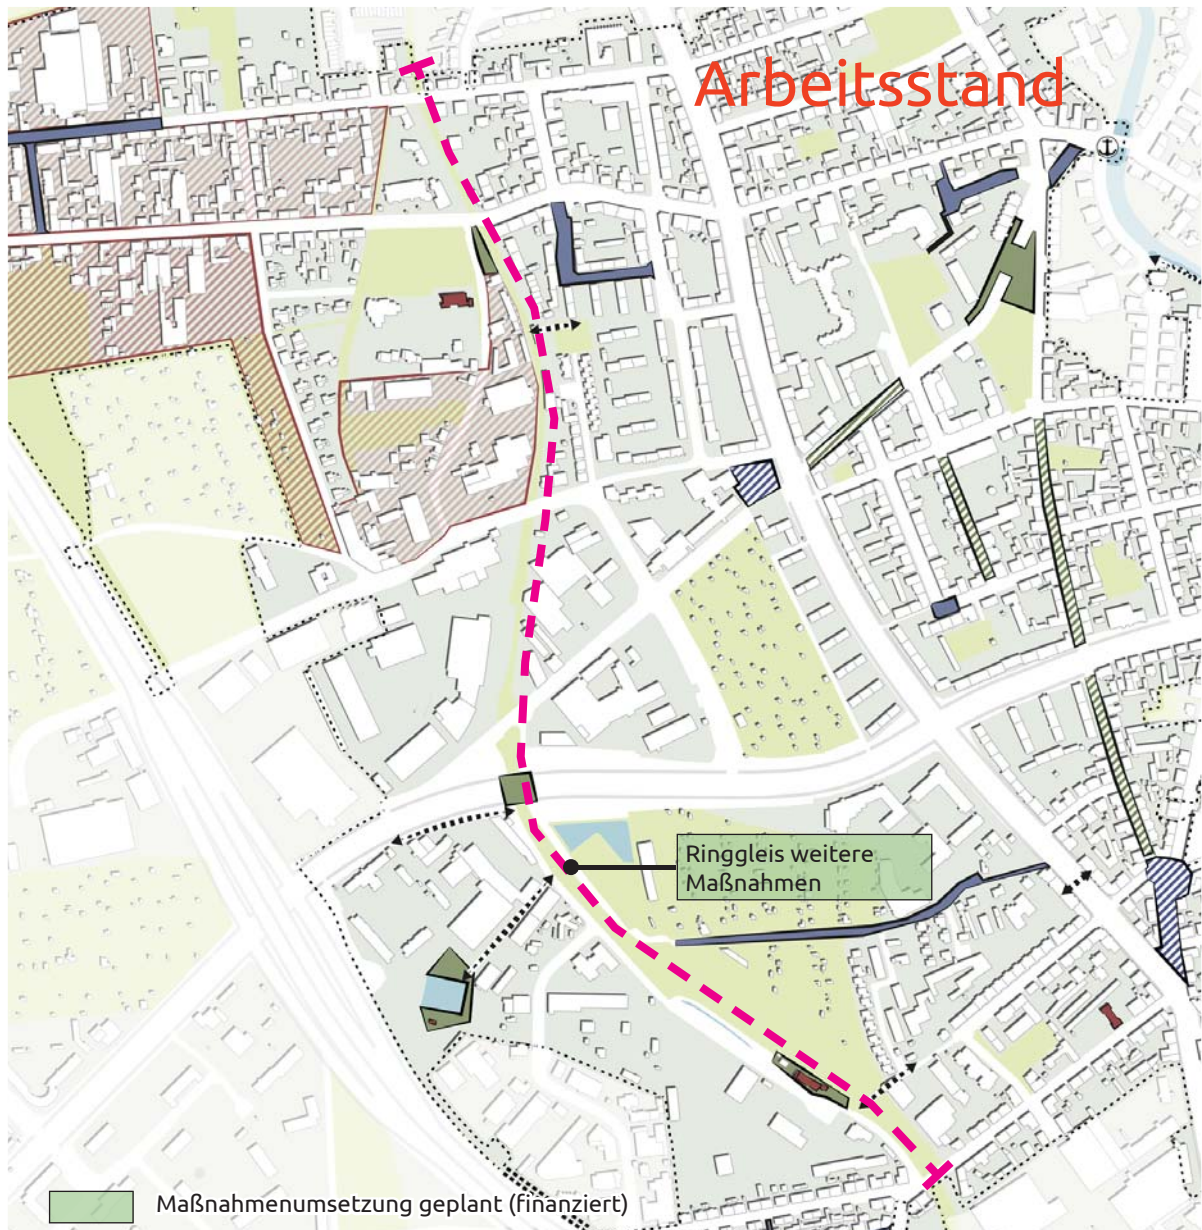 Arbeitsstand
Ringgleis weitere
Maßnahmen
Maßnahmenumsetzung geplant (finanziert)